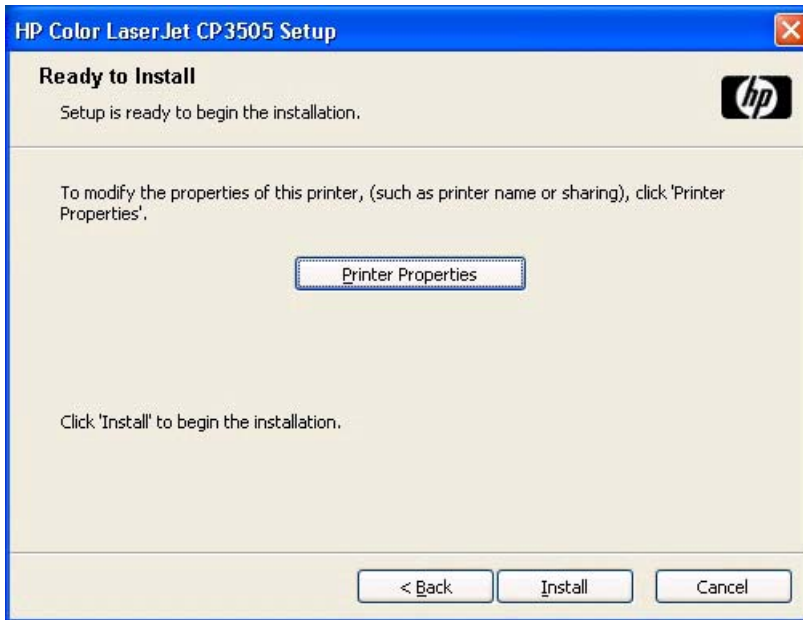 HP Color LaserJet CP3505 Setup
Ready to Install
Setup is ready to begin the installation.
hp
To modify the properties of this printer, (such as printer name or sharing), click 'Printer
Properties'.
Printer Properties
Click 'Install' to begin the installation.
< Back Install Cancel